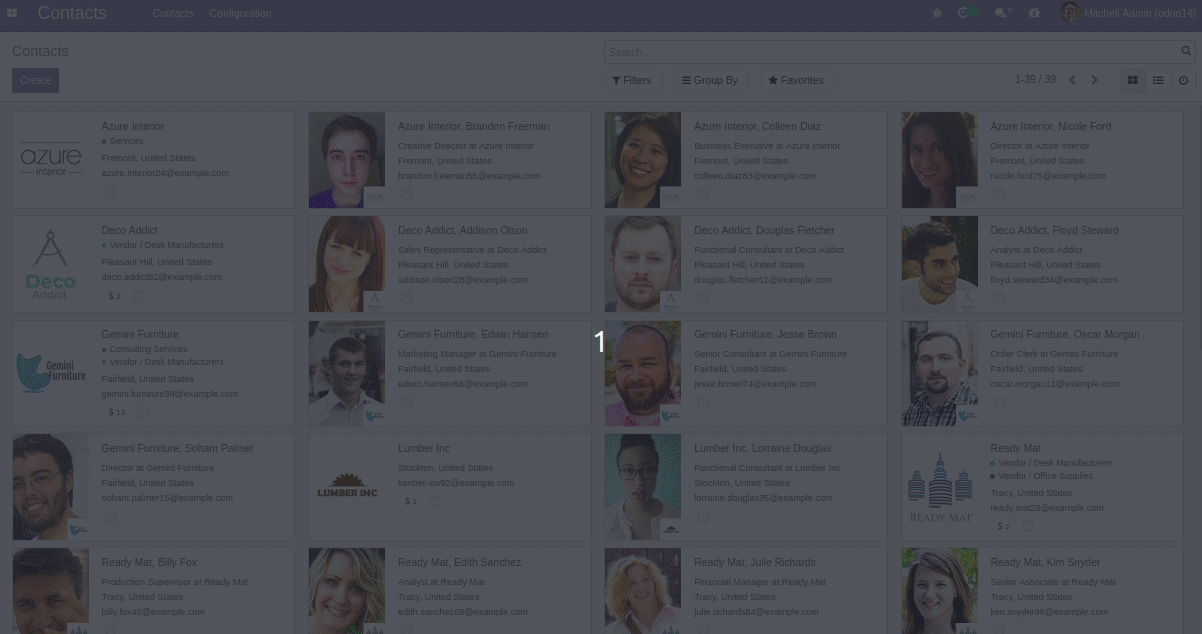 Contacts
Contacts Configuration
5
Mitchell Admin (odoo14)
Contacts
Search...
Create
Filters
Group By
Favorites
1-39 / 39
azure
interior
Azure Interior
Services
Fremont, United States
azure.Interior24@example.com
Azure Interior, Brandon Freeman
Creative Director at Azure Interior
Fremont, United States
brandon.freeman55@example.com
Azure Interior, Colleen Diaz
Business Executive at Azure Interior
Fremont, United States
colleen.diaz83@example.com
Azure Interior, Nicole Ford
Director at Azure Interior
Fremont, United States
nicole.ford75@example.com
Deco
Addict
Deco Addict
Vendor / Desk Manufacturers
Pleasant Hill, United States
deco.addict82@example.com
$ 2
Deco Addict, Addison Olson
Sales Representative at Deco Addict
Pleasant Hill, United States
addison.olson28@example.com
Deco Addict, Douglas Fletcher
Functional Consultant at Deco Addict
Pleasant Hill, United States
douglas.fletcher51@example.com
Deco Addict, Floyd Steward
Analyst at Deco Addict
Pleasant Hill, United States
floyd.steward34@example.com
Gemini
Furniture
Gemini Furniture
Consulting Services
Vendor / Desk Manufacturers
Fairfield, United States
gemini.furniture39@example.com
$ 13
Gemini Furniture, Edwin Hansen
Marketing Manager at Gemini Furniture
Fairfield, United States
edwin.hansen58@example.com
1
Gemini Furniture, Jesse Brown
Senior Consultant at Gemini Furniture
Fairfield, United States
jesse.brown74@example.com
Gemini Furniture, Oscar Morgan
Order Clerk at Gemini Furniture
Fairfield, United States
oscar.morgan11@example.com
Gemini Furniture, Soham Palmer
Director at Gemini Furniture
Fairfield, United States
soham.palmer15@example.com
LUMBER INC
Lumber Inc
Stockton, United States
lumber-inv92@example.com
$ 1
Lumber Inc, Lorraine Douglas
Functional Consultant at Lumber Inc
Stockton, United States
lorraine.douglas35@example.com
READY MAT
Ready Mat
Vendor / Desk Manufacturers
Vendor / Office Supplies
Tracy, United States
ready.mat28@example.com
$ 2
Ready Mat, Billy Fox
Production Supervisor at Ready Mat
Tracy, United States
billy.fox45@example.com
Ready Mat, Edith Sanchez
Analyst at Ready Mat
Tracy, United States
edith.sanchez68@example.com
Ready Mat, Julie Richards
Financial Manager at Ready Mat
Tracy, United States
julie.richards84@example.com
Ready Mat, Kim Snyder
Senior Associate at Ready Mat
Tracy, United States
kim.snyder96@example.com